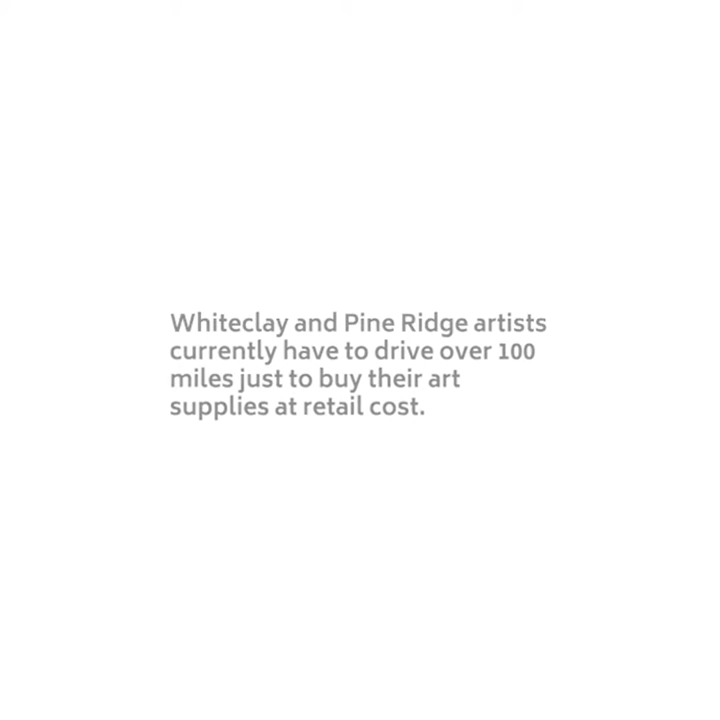 Whiteclay and Pine Ridge artists
currently have to drive over 100
miles just to buy their art
supplies at retail cost.